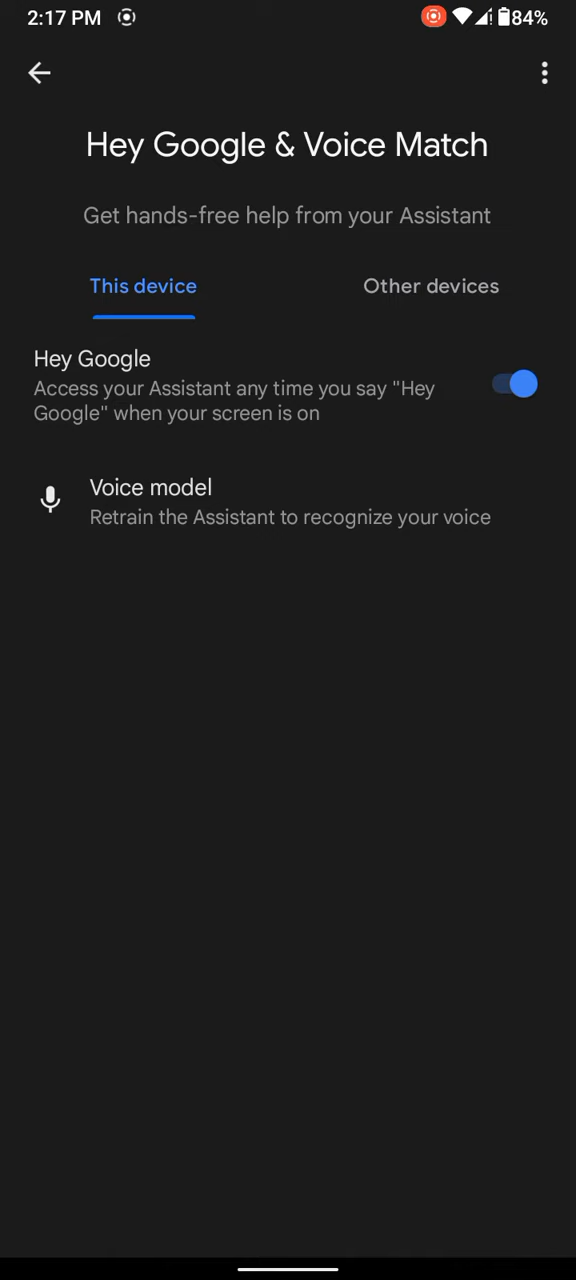 2:17 PM 84%
Hey Google & Voice Match
Get hands-free help from your Assistant
This device Other devices
Hey Google
Access your Assistant any time you say "Hey
Google" when your screen is on
Voice model
Retrain the Assistant to recognize your voice